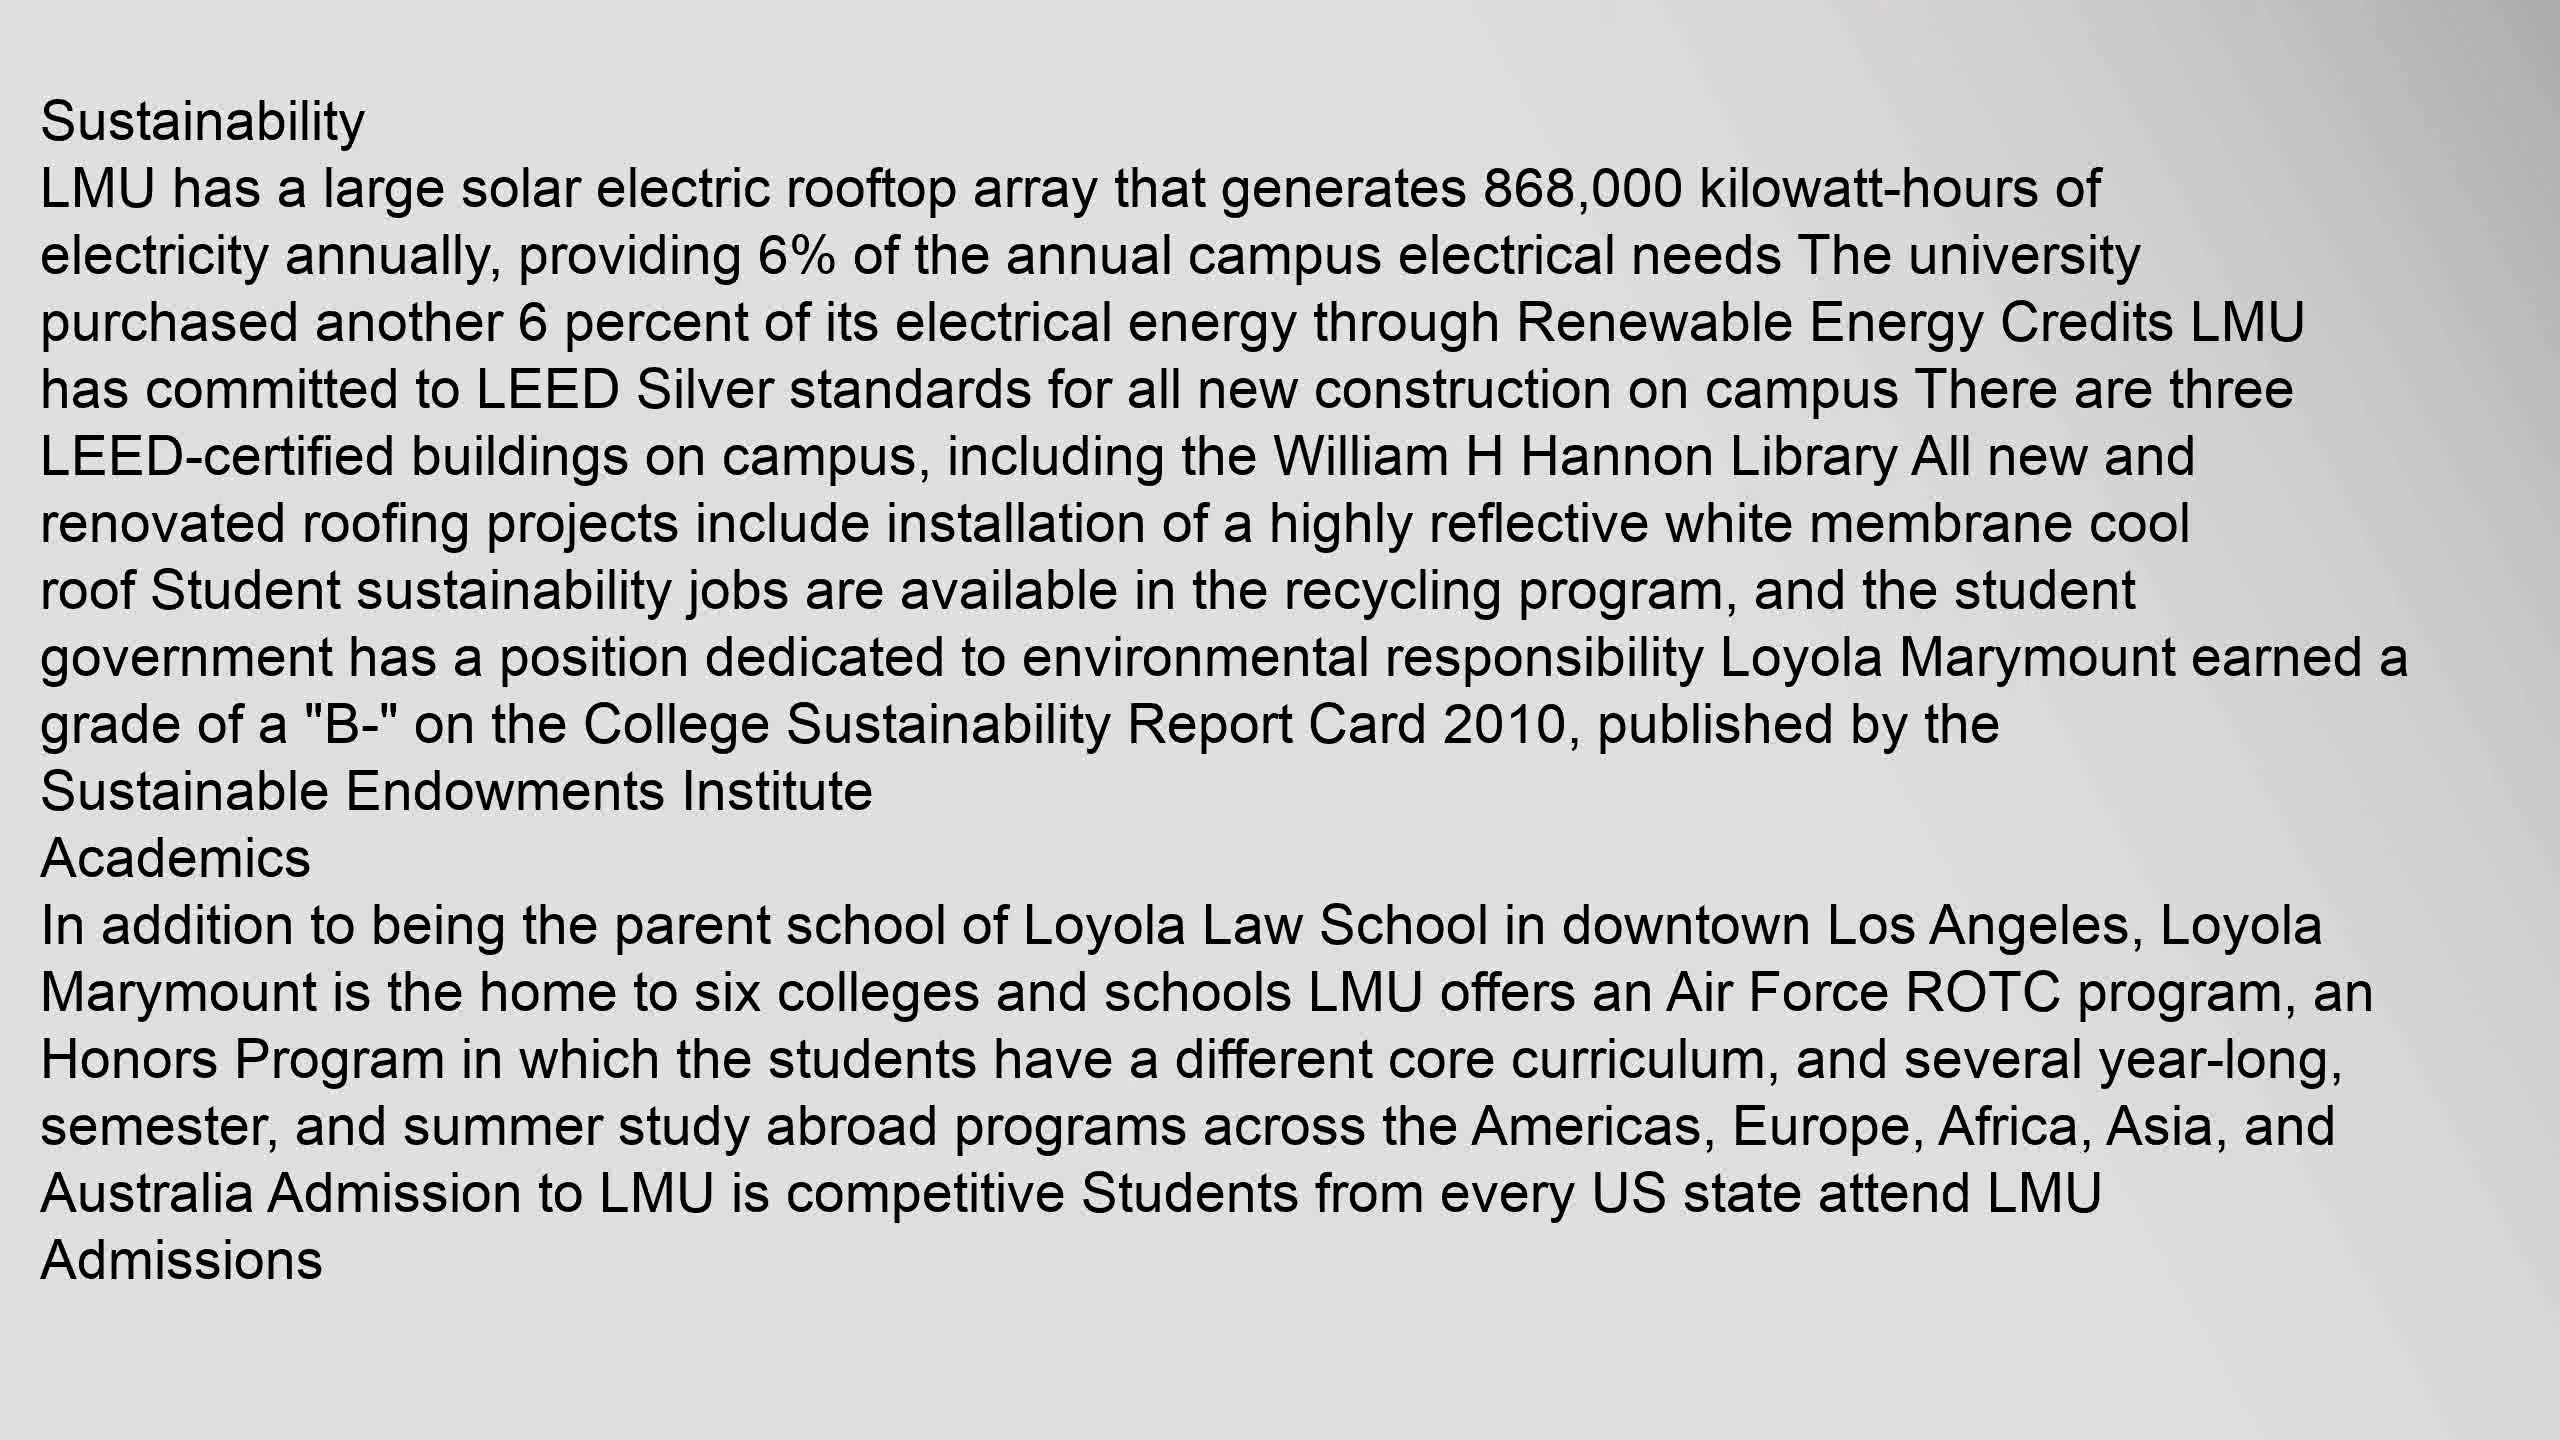 Sustainability
LMU has a large solar electric rooftop array that generates 868,000 kilowatt-hours of
electricity annually, providing 6% of the annual campus electrical needs The university
purchased another 6 percent of its electrical energy through Renewable Energy Credits LMU
has committed to LEED Silver standards for all new construction on campus There are three
LEED-certified buildings on campus, including the William H Hannon Library All new and
renovated roofing projects include installation of a highly reflective white membrane cool
roof Student sustainability jobs are available in the recycling program, and the student
government has a position dedicated to environmental responsibility Loyola Marymount earned a
grade of a "B-" on the College Sustainability Report Card 2010, published by the
Sustainable Endowments Institute
Academics
In addition to being the parent school of Loyola Law School in downtown Los Angeles, Loyola
Marymount is the home to six colleges and schools LMU offers an Air Force ROTC program, an
Honors Program in which the students have a different core curriculum, and several year-long,
semester, and summer study abroad programs across the Americas, Europe, Africa, Asia, and
Australia Admission to LMU is competitive Students from every US state attend LMU
Admissions